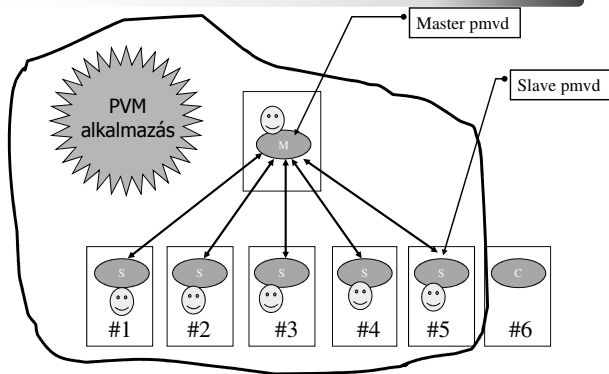 Master pmvd
Slave pmvd
PVM
alkalmazás
M
S S S S S C
#1 #2 #3 #4 #5 #6